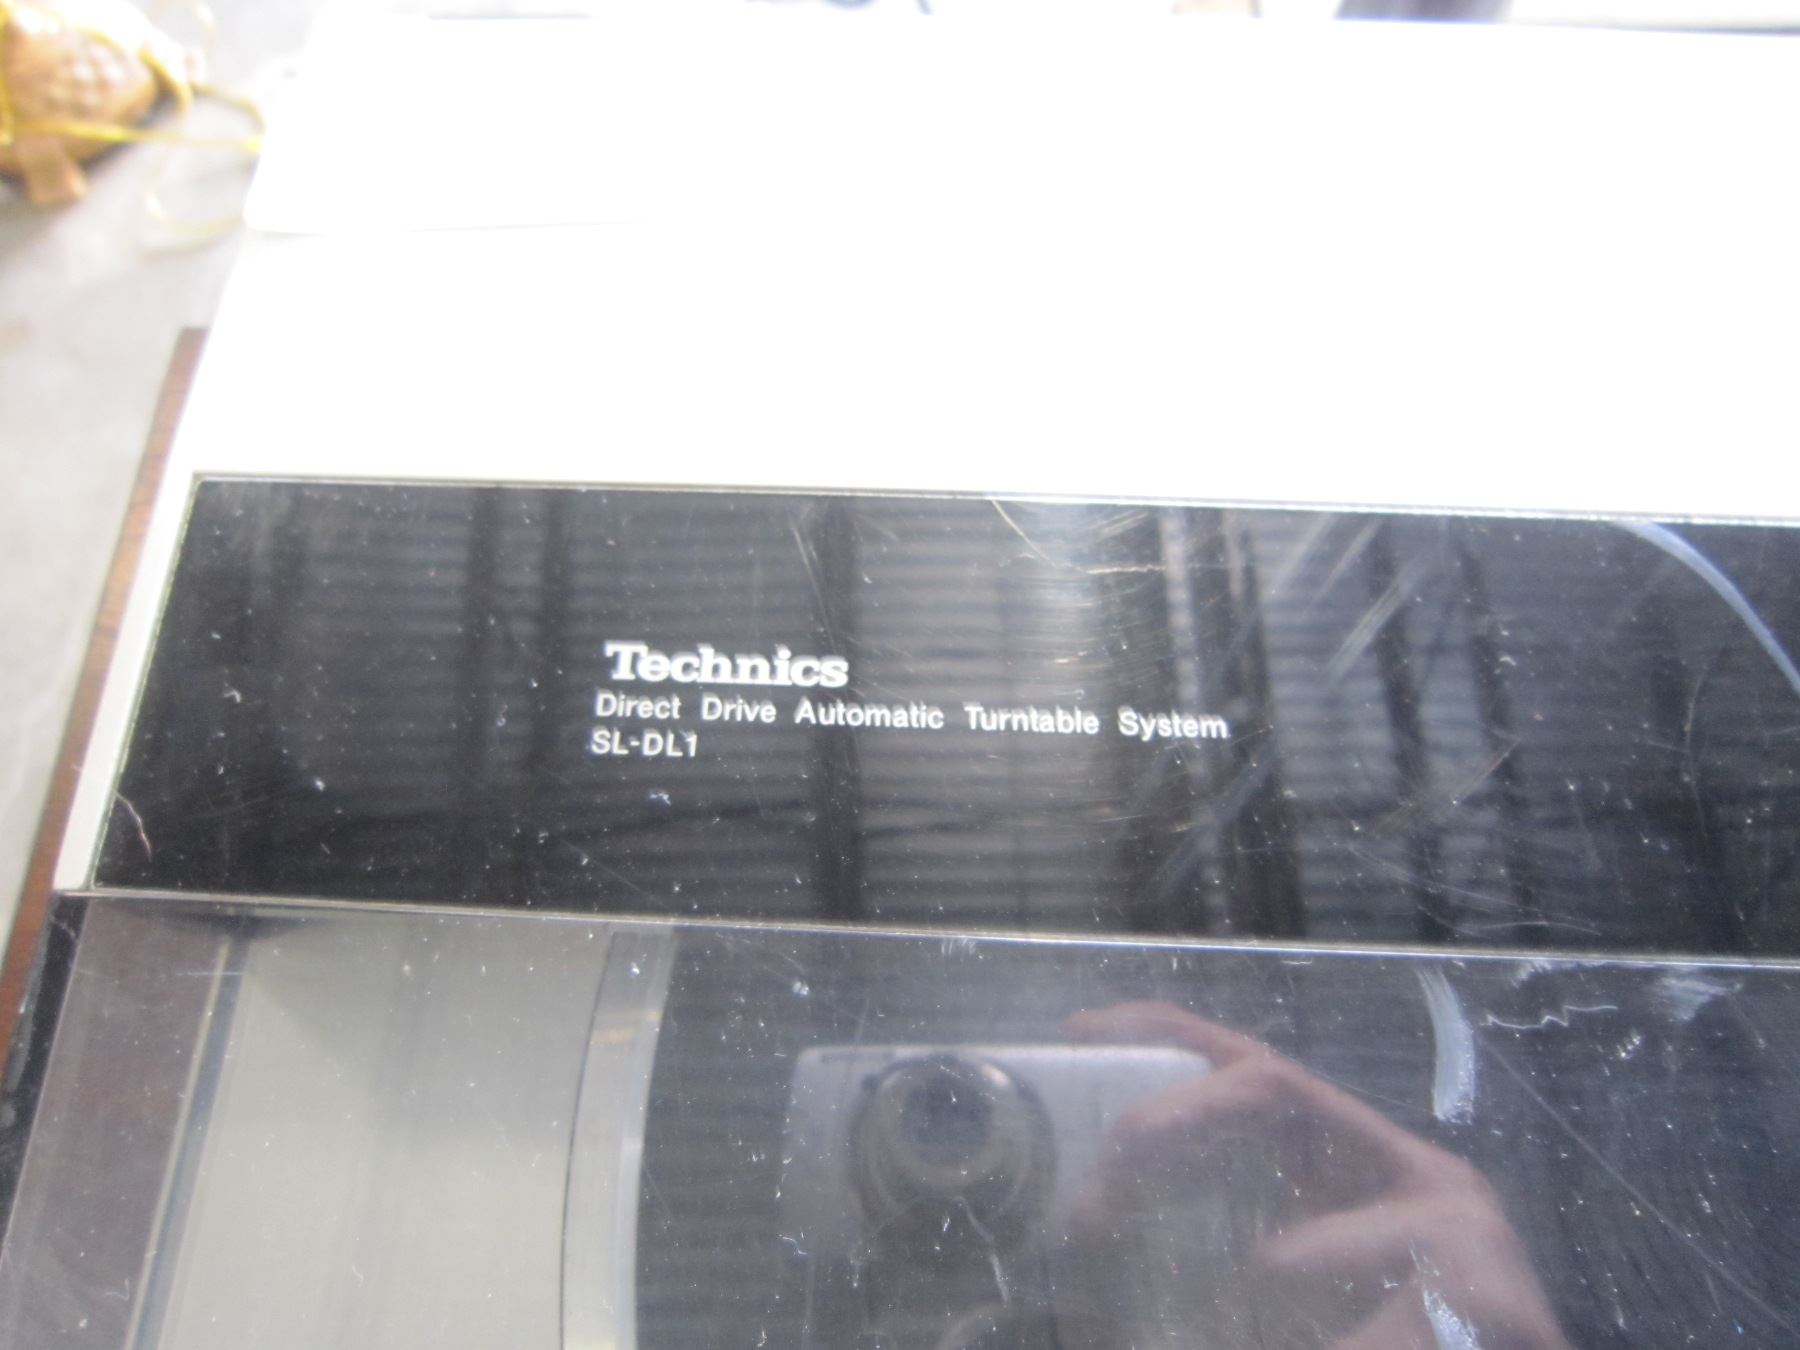 Technics
Direct Drive Automatic Turntable System
SL-DL1